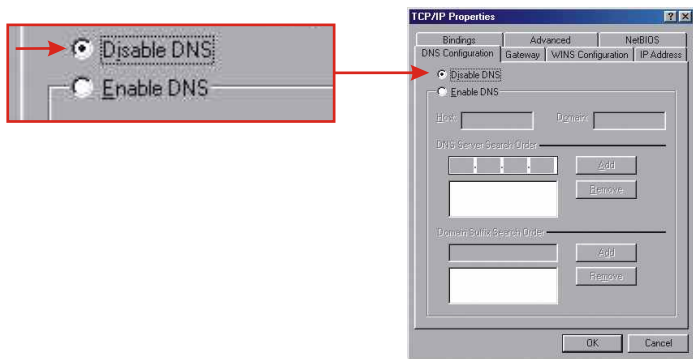 Disable DNS
Enable DNS
TCP/IP Properties
Bindings Advanced NetBIOS
DNS Configuration Gateway WINS Configuration IP Address
Disable DNS
Enable DNS
Host: Domain:
DNS Server Search Order
Add
Remove
Domain Suffix Search Order
Add
Remove
OK Cancel